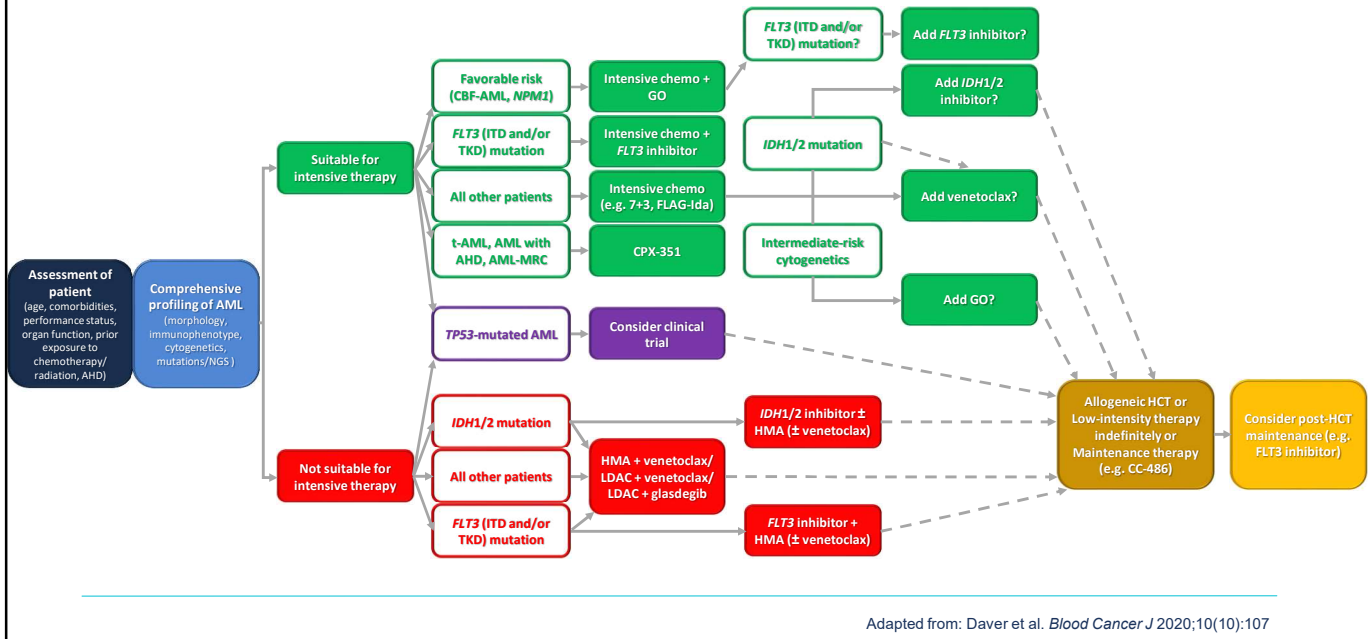 Assessment of
patient
(age, comorbidities,
performance status,
organ function, prior
exposure to
chemotherapy/
radiation, AHD)
Comprehensive
profiling of AML
(morphology,
immunophenotype,
cytogenetics,
mutations/NGS )
Suitable for
intensive therapy
Not suitable for
intensive therapy
Favorable risk
(CBF-AML, NPM1)
FLT3 (ITD and/or
TKD) mutation
All other patients
t-AML, AML with
AHD, AML-MRC
TP53-mutated AML
IDH1/2 mutation
All other patients
FLT3 (ITD and/or
TKD) mutation
Intensive chemo +
GO
Intensive chemo +
FLT3 inhibitor
Intensive chemo
(e.g. 7+3, FLAG-Ida)
CPX-351
Consider clinical
trial
HMA + venetoclax/
LDAC + venetoclax/
LDAC + glasdegib
FLT3 (ITD and/or
TKD) mutation?
IDH1/2 mutation
Intermediate-risk
cytogenetics
IDH1/2 inhibitor ±
HMA (± venetoclax)
FLT3 inhibitor +
HMA (± venetoclax)
Add FLT3 inhibitor?
Add IDH1/2
inhibitor?
Add venetoclax?
Add GO?
Allogeneic HCT or
Low-intensity therapy
indefinitely or
Maintenance therapy
(e.g. CC-486)
Consider post-HCT
maintenance (e.g.
FLT3 inhibitor)
Adapted from: Daver et al. Blood Cancer J 2020;10(10):107